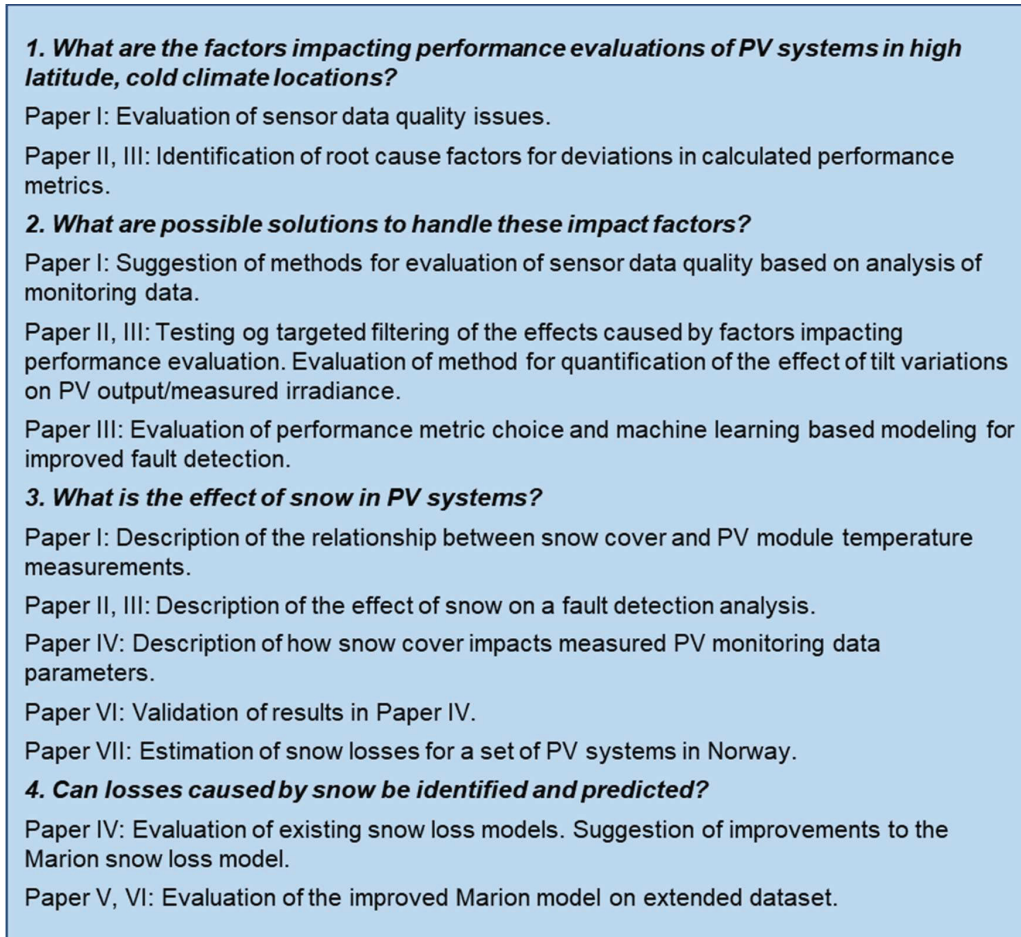 1. What are the factors impacting performance evaluations of PV systems in high
latitude, cold climate locations?
Paper I: Evaluation of sensor data quality issues.
Paper II, III: Identification of root cause factors for deviations in calculated performance
metrics.
2. What are possible solutions to handle these impact factors?
Paper I: Suggestion of methods for evaluation of sensor data quality based on analysis of
monitoring data.
Paper II, III: Testing og targeted filtering of the effects caused by factors impacting
performance evaluation. Evaluation of method for quantification of the effect of tilt variations
on PV output/measured irradiance.
Paper III: Evaluation of performance metric choice and machine learning based modeling for
improved fault detection.
3. What is the effect of snow in PV systems?
Paper I: Description of the relationship between snow cover and PV module temperature
measurements.
Paper II, III: Description of the effect of snow on a fault detection analysis.
Paper IV: Description of how snow cover impacts measured PV monitoring data
parameters.
Paper VI: Validation of results in Paper IV.
Paper VII: Estimation of snow losses for a set of PV systems in Norway.
4. Can losses caused by snow be identified and predicted?
Paper IV: Evaluation of existing snow loss models. Suggestion of improvements to the
Marion snow loss model.
Paper V, VI: Evaluation of the improved Marion model on extended dataset.